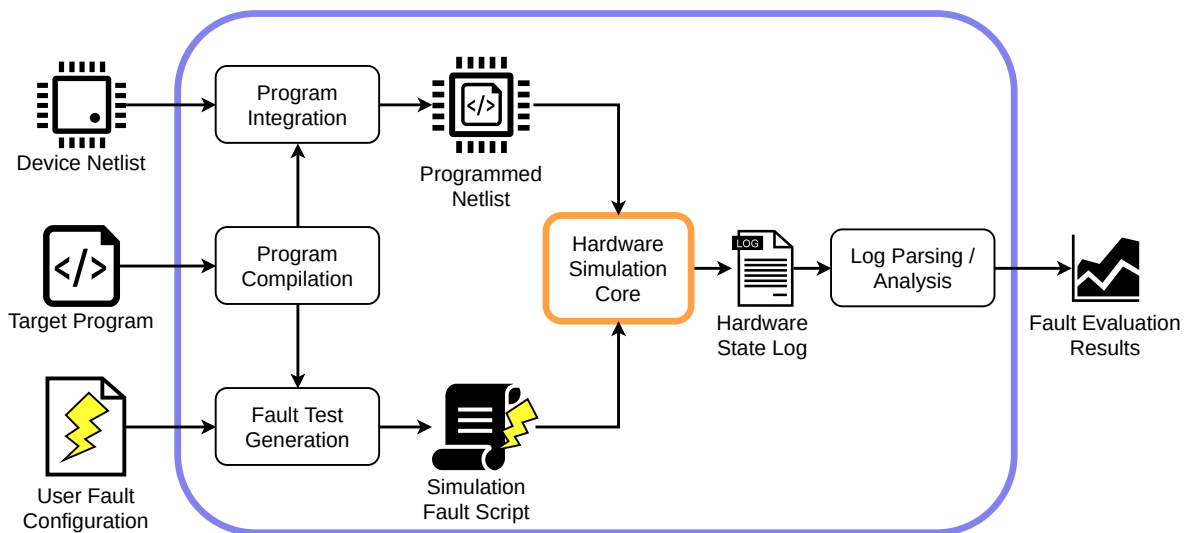 Device Netlist
Program
Integration
</>
Programmed
Netlist
</>
Target Program
Program
Compilation
Hardware
Simulation
Core
LOG
Hardware
State Log
Log Parsing /
Analysis
Fault Evaluation
Results
User Fault
Configuration
Fault Test
Generation
Simulation
Fault Script